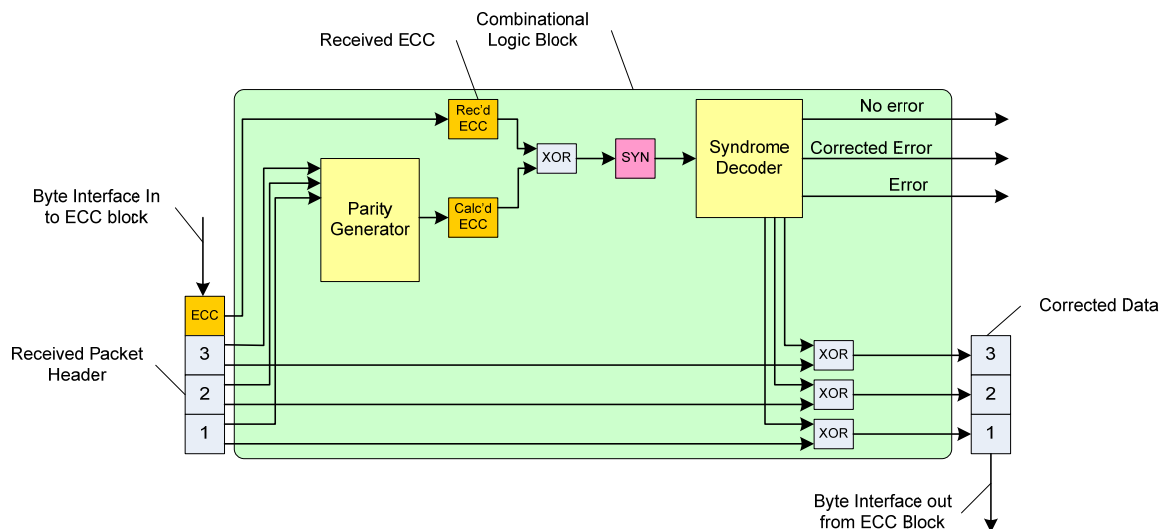 Combinational
Logic Block
Received ECC
Rec'd
ECC
No error
XOR
SYN
Syndrome
Decoder
Corrected Error
Error
Byte Interface In
to ECC block
Parity
Generator
Calc'd
ECC
ECC
Corrected Data
Received Packet
Header
3
2
1
XOR
XOR
XOR
3
2
1
Byte Interface out
from ECC Block